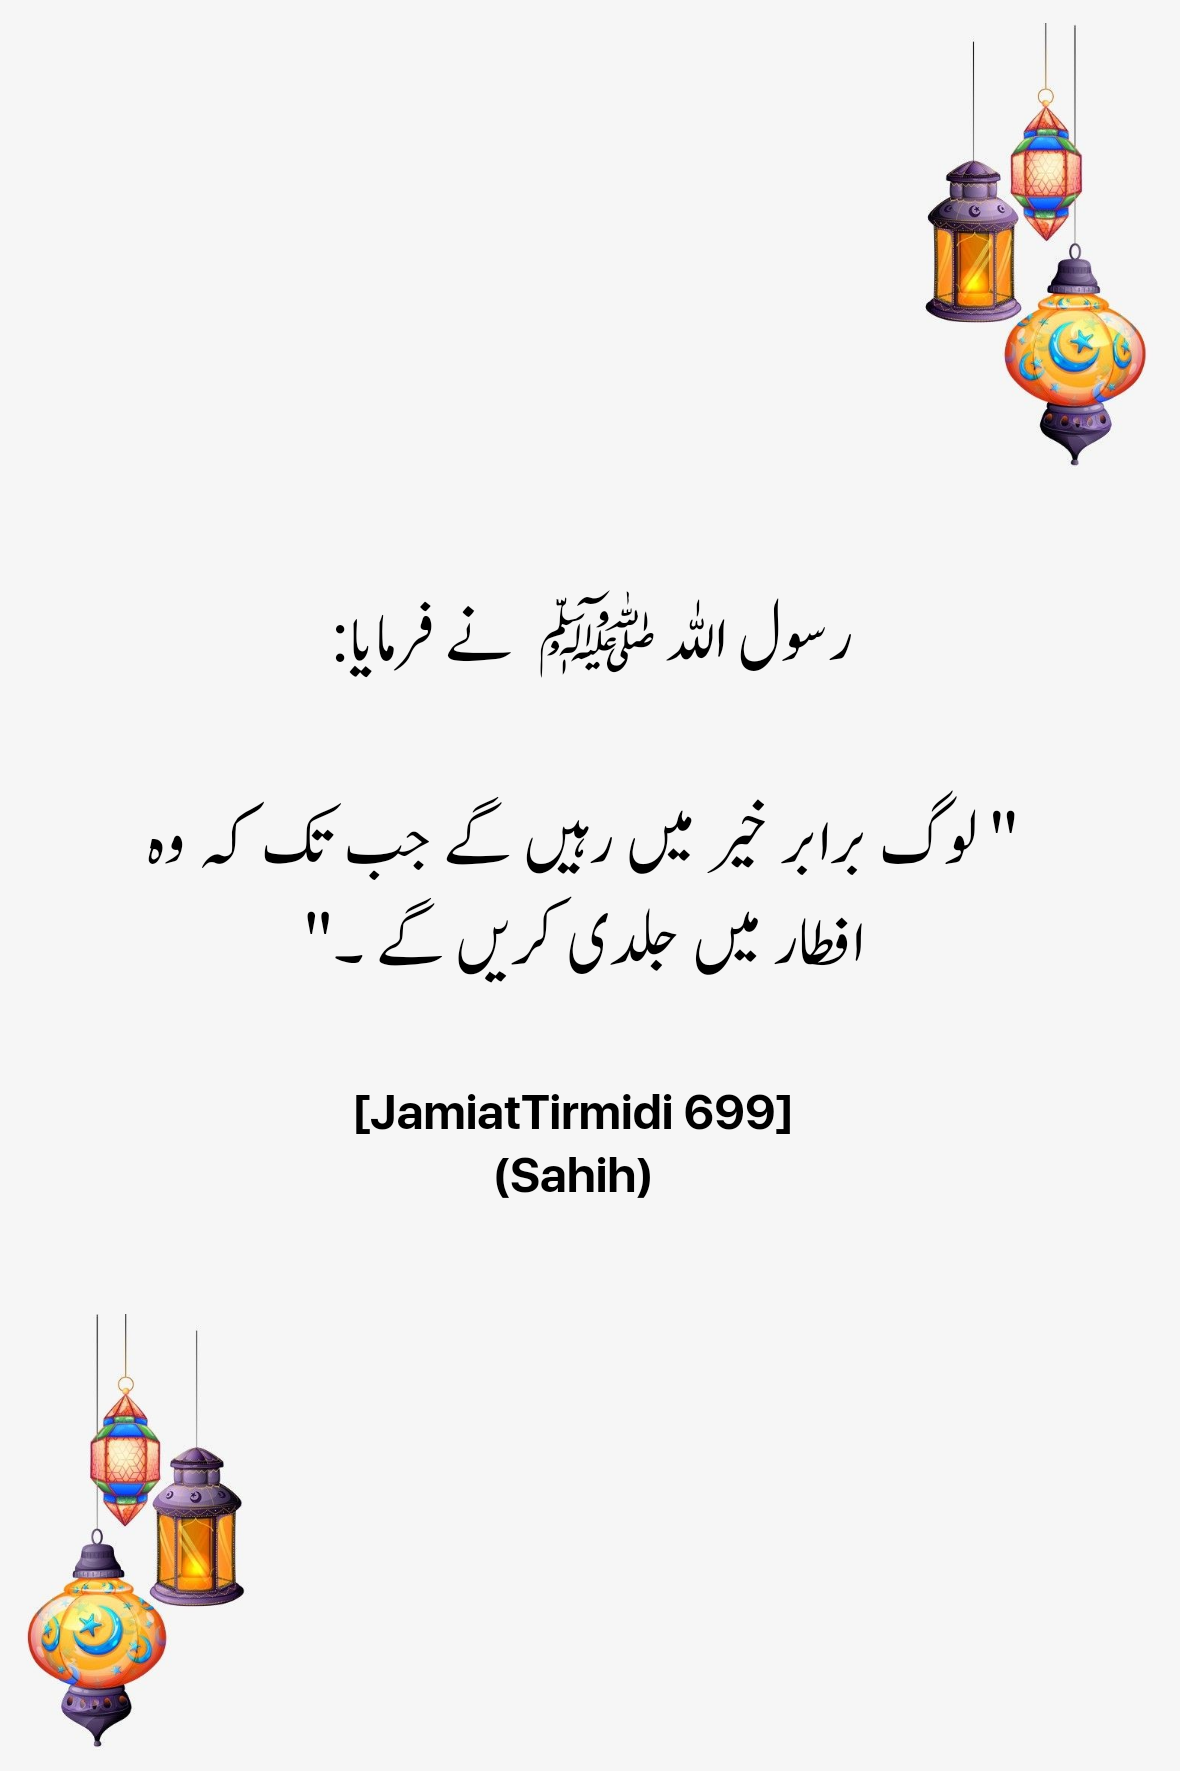 رسول اللہ ﷺ نے فرمایا:
" لوگ برابر خیر میں رہیں گے جب تک کہ وہ
افطار میں جلدی کریں گے ۔"
[JamiatTirmidi 699]
(Sahih)